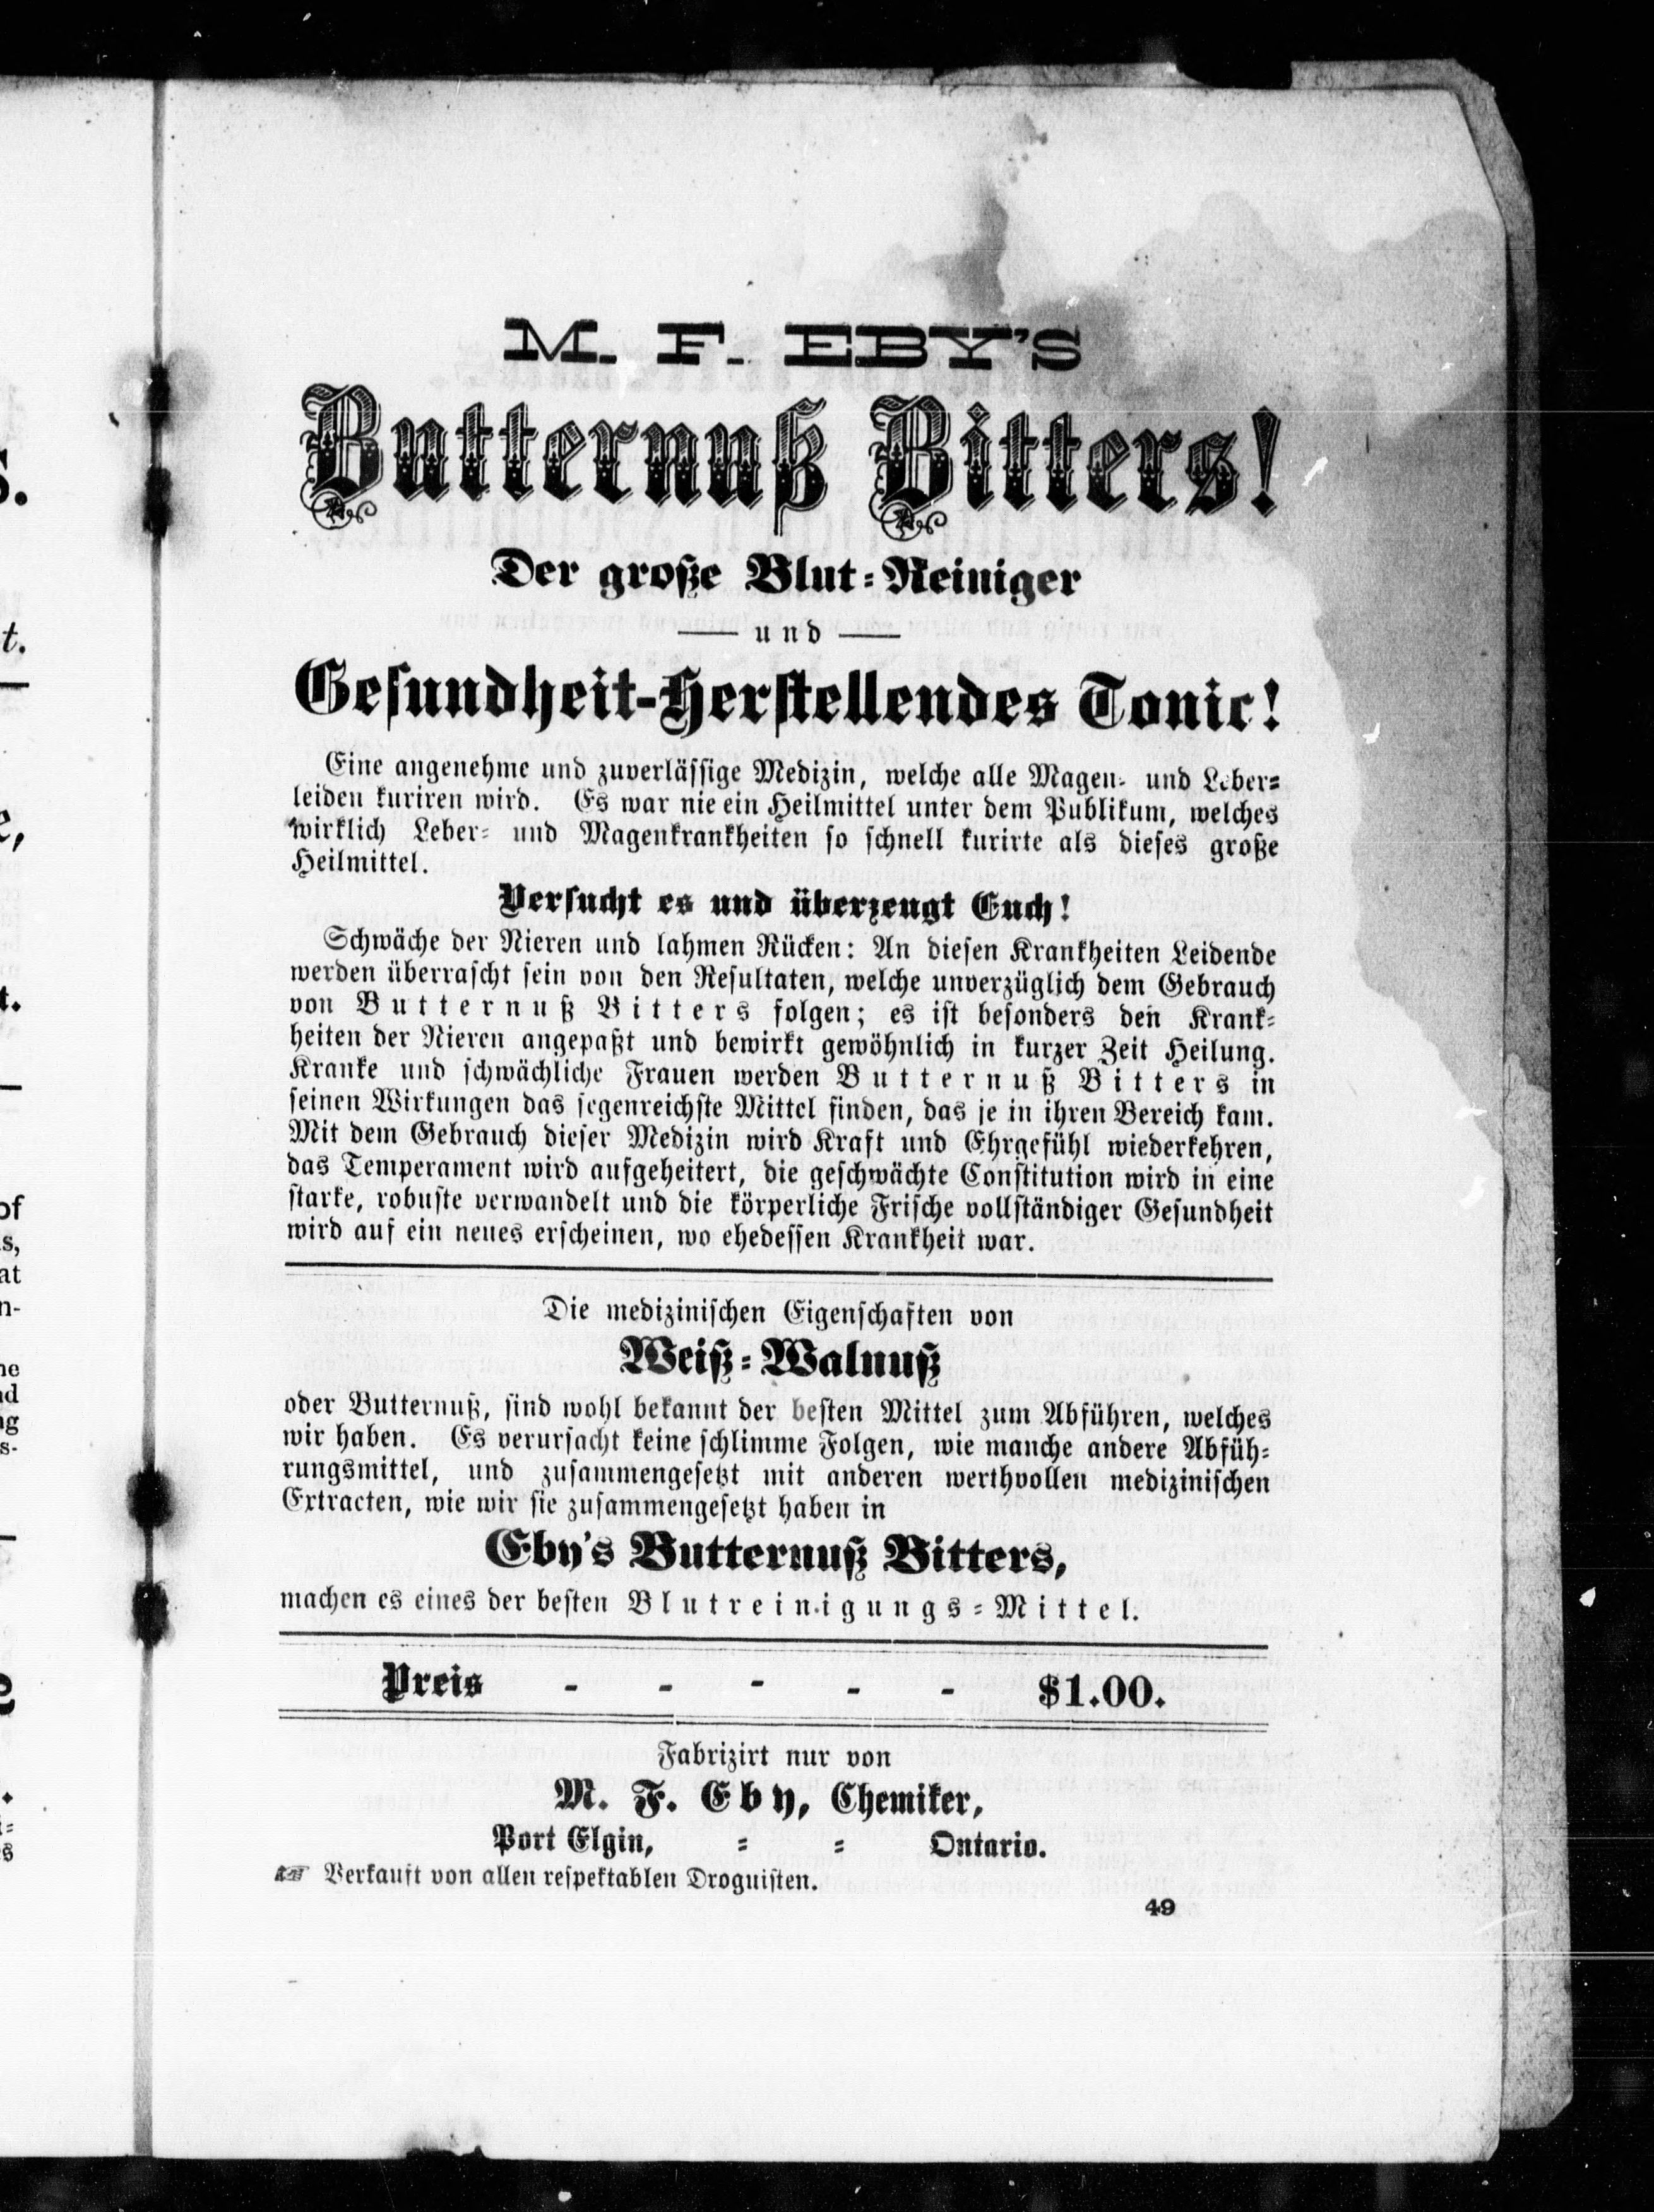 M. F. EBY'S
Butternuß Bitters!
Der große Blut-Reiniger
— und —
Gesundheit-Herstellendes Tonic!
Eine angenehme und zuverlässige Medizin, welche alle Magen- und Leber-
leiden kuriren wird. Es war nie ein Heilmittel unter dem Publikum, welches
wirklich Leber- und Magenkrankheiten so schnell kurirte als dieses große
Heilmittel.
Versucht es und überzeugt Euch!
Schwäche der Nieren und lahmen Rücken: An diesen Krankheiten Leidende
werden überrascht sein von den Resultaten, welche unverzüglich dem Gebrauch
von Butternuß Bitters folgen; es ist besonders den Krank-
heiten der Nieren angepaßt und bewirkt gewöhnlich in kurzer Zeit Heilung.
Kranke und schwächliche Frauen werden Butternuß Bitters in
seinen Wirkungen das segenreichste Mittel finden, das je in ihren Bereich kam.
Mit dem Gebrauch dieser Medizin wird Kraft und Ehrgefühl wiederkehren,
das Temperament wird aufgeheitert, die geschwächte Constitution wird in eine
starke, robuste verwandelt und die körperliche Frische vollständiger Gesundheit
wird auf ein neues erscheinen, wo ehedessen Krankheit war.
Die medizinischen Eigenschaften von
Weiß-Walnuß
oder Butternuß, sind wohl bekannt der besten Mittel zum Abführen, welches
wir haben. Es verursacht keine schlimme Folgen, wie manche andere Abfüh-
rungsmittel, und zusammengesetzt mit anderen werthvollen medizinischen
Extracten, wie wir sie zusammengesetzt haben in
Eby's Butternuß Bitters,
machen es eines der besten Blutreinigungs-Mittel.
Preis - - - - - $1.00.
Fabrizirt nur von
M. F. Eby, Chemiker,
Port Elgin, - - Ontario.
☞ Verkauft von allen respektablen Droguisten.
49